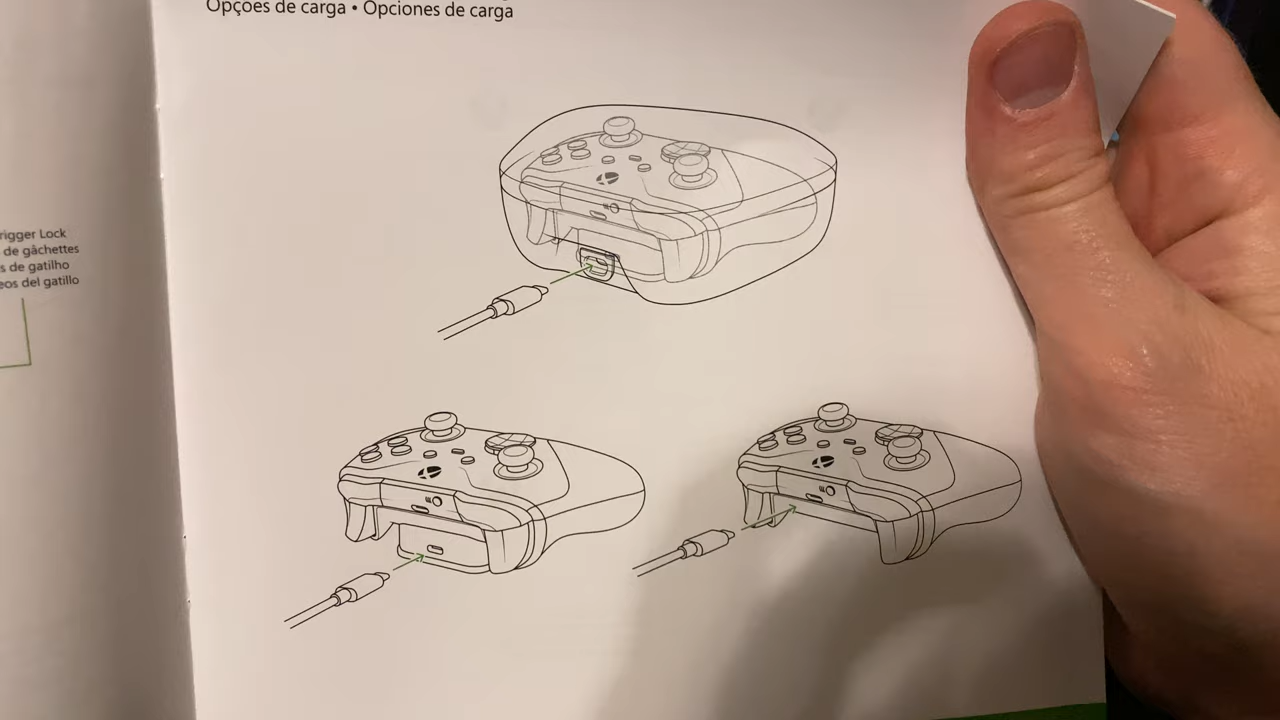 Opções de carga • Opciones de carga
rigger Lock
de gâchettes
s de gatilho
eos del gatillo